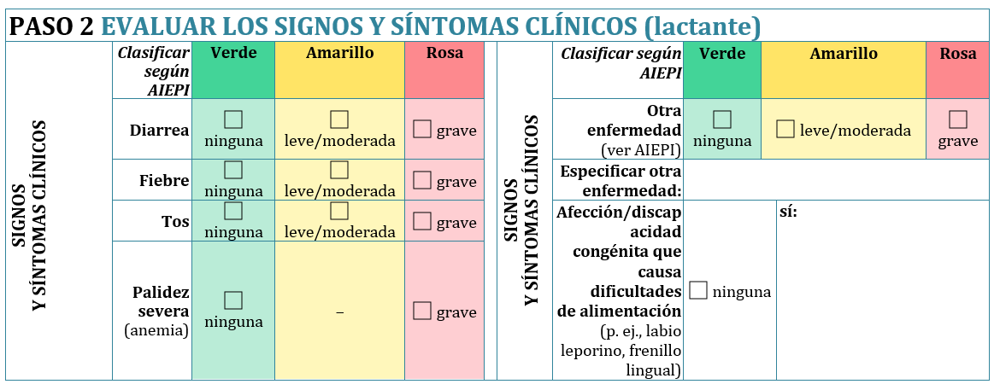 PASO 2 EVALUAR LOS SIGNOS Y SÍNTOMAS CLÍNICOS (lactante)
SIGNOS
Y SÍNTOMAS CLÍNICOS
Clasificar
según
AIEPI
Verde
Amarillo
Rosa
Diarrea
ninguna
leve/moderada
grave
Fiebre
ninguna
leve/moderada
grave
Tos
ninguna
leve/moderada
grave
Palidez
severa
(anemia)
ninguna
–
grave
SIGNOS
Y SÍNTOMAS CLÍNICOS
Clasificar según
AIEPI
Verde
Amarillo
Rosa
Otra
enfermedad
(ver AIEPI)
ninguna
leve/moderada
grave
Especificar otra
enfermedad:
Afección/discap
acidad
congénita que
causa
dificultades
de alimentación
(p. ej., labio
leporino, frenillo
lingual)
ninguna
sí: